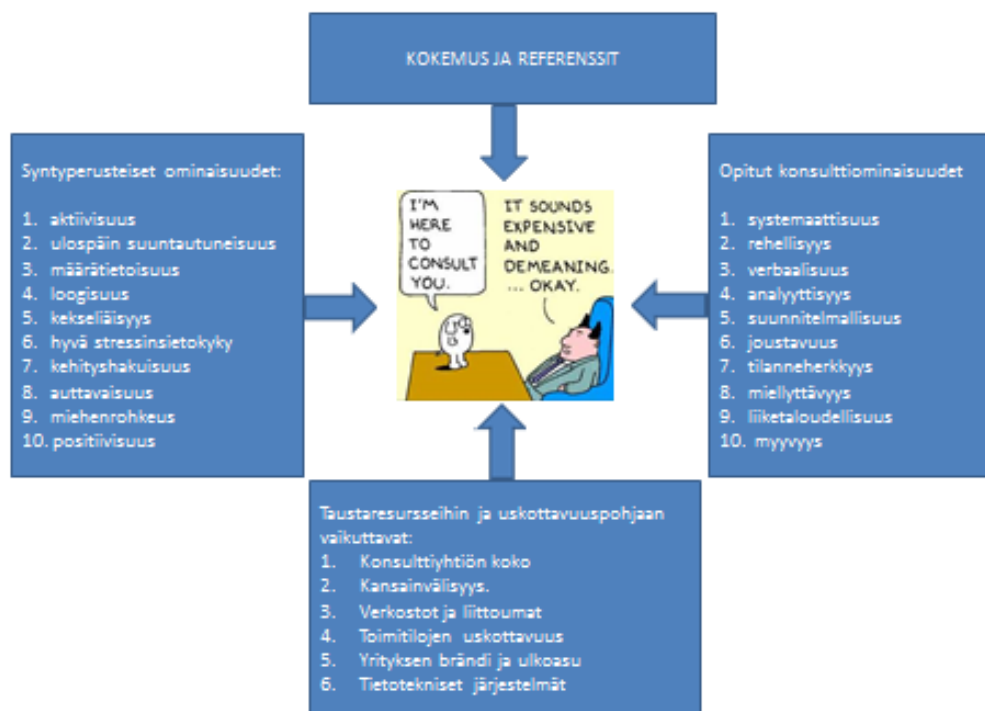 KOKEMUS JA REFERENSSIT
Syntyperusteiset ominaisuudet:
1. aktiivisuus
2. ulospäin suuntautuneisuus
3. määrätietoisuus
4. loogisuus
5. kekseliäisyys
6. hyvä stressinsietokyky
7. kehityshakuisuus
8. auttavaisuus
9. miehenrohkeus
10. positiivisuus
I'M
HERE
TO
CONSULT
YOU.
IT SOUNDS
EXPENSIVE
AND
DEMEANING.
... OKAY.
Opitut konsulttiominaisuudet
1. systemaattisuus
2. rehellisyys
3. verbaalisuus
4. analyyttisyys
5. suunnitelmallisuus
6. joustavuus
7. tilanneherkkyys
8. miellyttävyys
9. liiketaloudellisuus
10. myyvyys
Taustaresursseihin ja uskottavuuspohjaan
vaikuttavat:
1. Konsulttiyhtiön koko
2. Kansainvälisyys.
3. Verkostot ja liittoumat
4. Toimitilojen uskottavuus
5. Yrityksen brändi ja ulkoasu
6. Tietotekniset järjestelmät